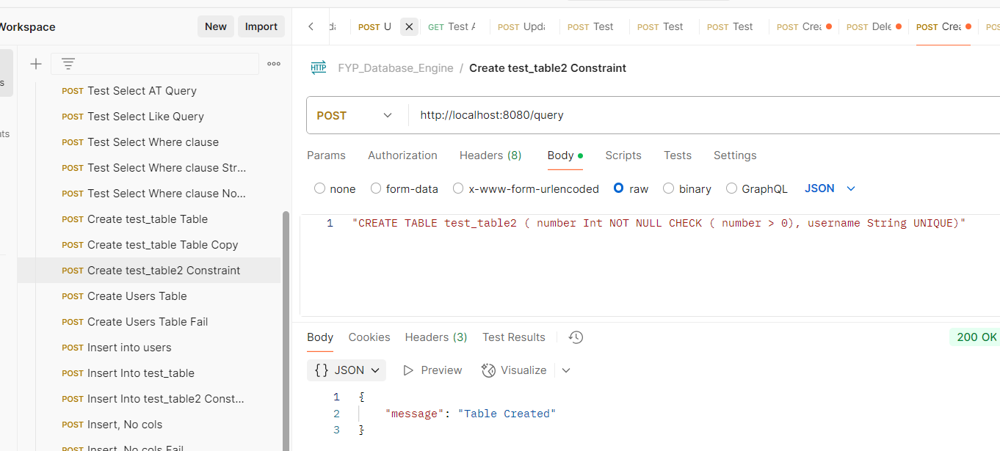 Workspace
New
Import
POST U
GET Test
POST Upda
POST Test
POST Test
POST Test
POST Crea
POST Dele
POST Crea
POST
FYP_Database_Engine / Create test_table2 Constraint
POST Test Select AT Query
POST Test Select Like Query
POST Test Select Where clause
POST Test Select Where clause Str...
POST Test Select Where clause No...
POST Create test_table Table
POST Create test_table Table Copy
POST Create test_table2 Constraint
POST Create Users Table
POST Create Users Table Fail
POST Insert into users
POST Insert Into test_table
POST Insert Into test_table2 Const...
POST Insert, No cols
POST Insert, No cols Fail
POST
http://localhost:8080/query
Params Authorization Headers (8) Body Scripts Tests Settings
none form-data x-www-form-urlencoded raw binary GraphQL JSON
1 "CREATE TABLE test_table2 ( number Int NOT NULL CHECK ( number > 0), username String UNIQUE)"
Body Cookies Headers (3) Test Results
200 OK
{} JSON Preview Visualize
1 {
2 "message": "Table Created"
3 }